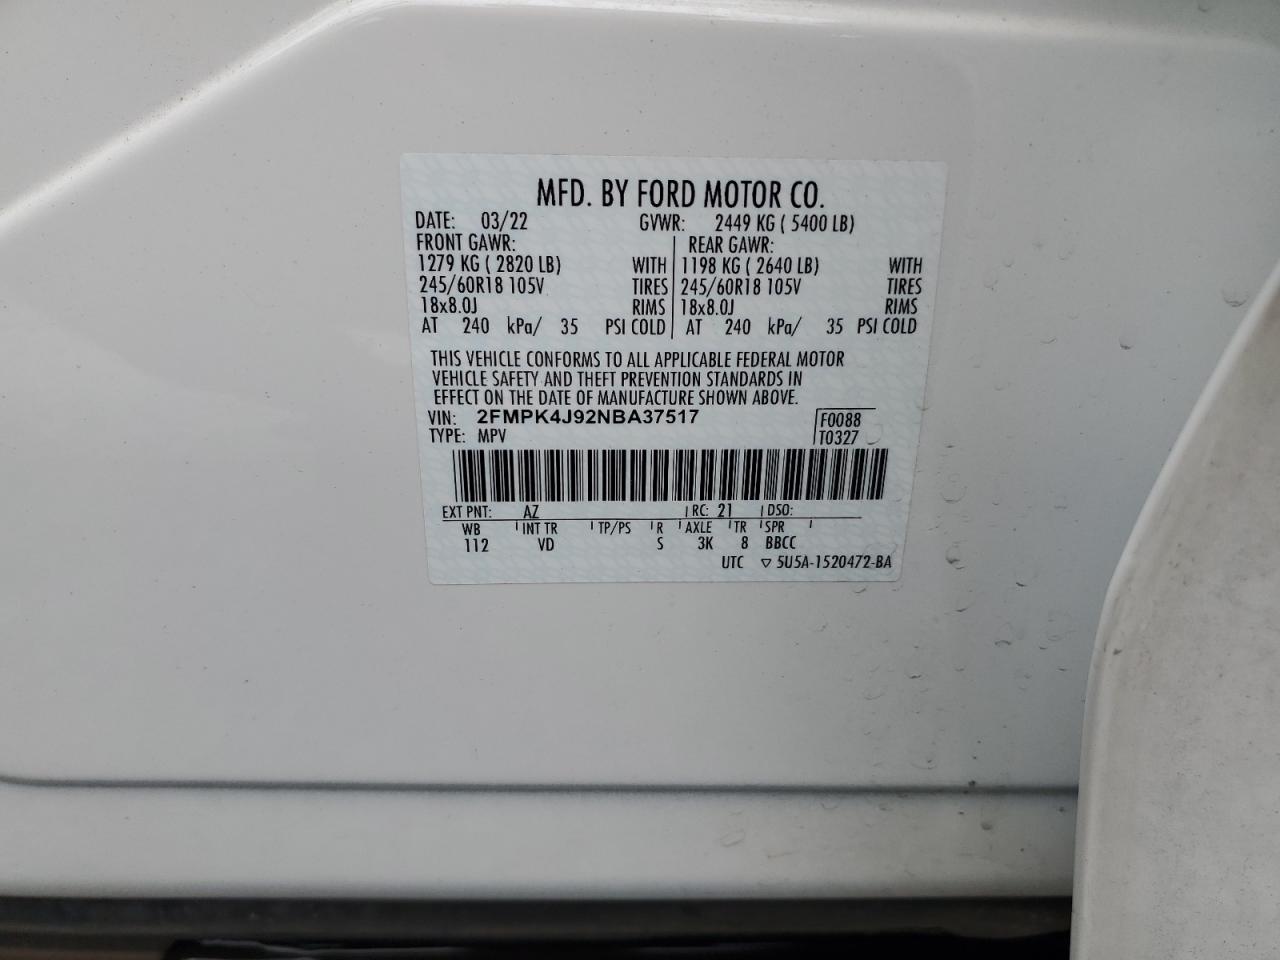 MFD. BY FORD MOTOR CO.
DATE: 03/22 GVWR: 2449 KG ( 5400 LB)
FRONT GAWR: REAR GAWR:
1279 KG ( 2820 LB) WITH 1198 KG ( 2640 LB) WITH
245/60R18 105V TIRES 245/60R18 105V TIRES
18x8.0J RIMS 18x8.0J RIMS
AT 240 kPa/ 35 PSI COLD AT 240 kPa/ 35 PSI COLD
THIS VEHICLE CONFORMS TO ALL APPLICABLE FEDERAL MOTOR
VEHICLE SAFETY AND THEFT PREVENTION STANDARDS IN
EFFECT ON THE DATE OF MANUFACTURE SHOWN ABOVE.
VIN: 2FMPK4J92NBA37517 F0088
TYPE: MPV T0327
EXT PNT: AZ RC: 21 DSO:
WB INT TR TP/PS R AXLE TR SPR
112 VD S 3K 8 BBCC
UTC ▽ 5U5A-1520472-BA